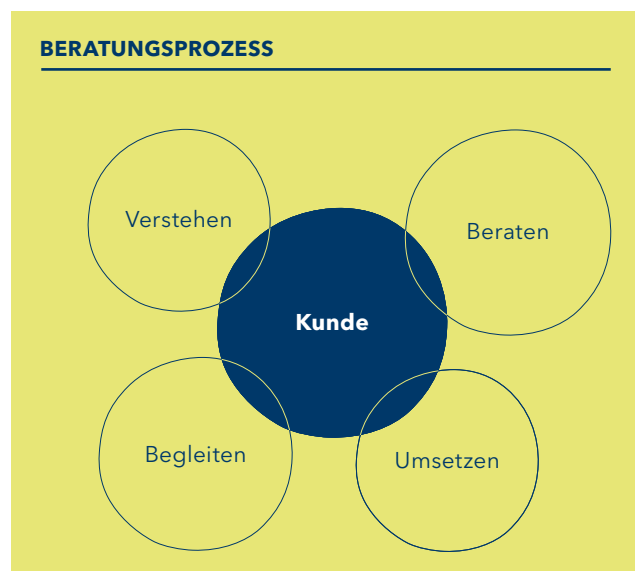 BERATUNGSPROZESS
Verstehen
Beraten
Kunde
Begleiten
Umsetzen